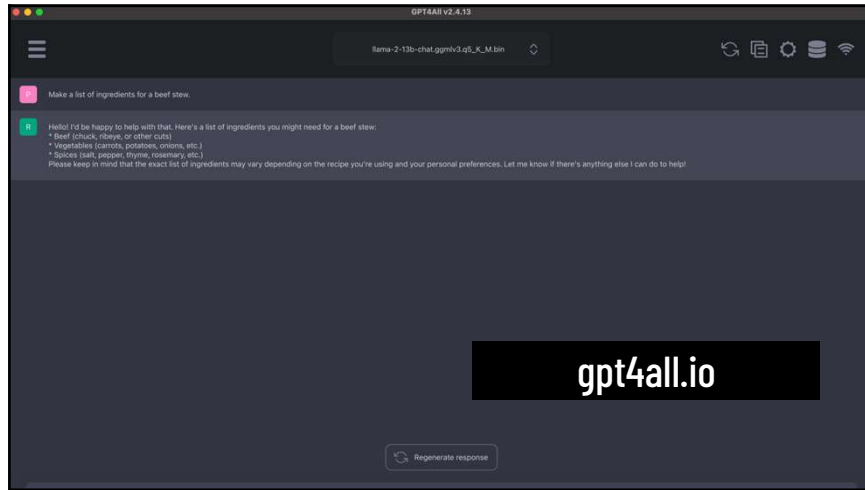 GPT4All v2.4.13
llama-2-13b-chat.ggmlv3.q5_K_M.bin
P
Make a list of ingredients for a beef stew.
R
Hello! I'd be happy to help with that. Here's a list of ingredients you might need for a beef stew:
* Beef (chuck, ribeye, or other cuts)
* Vegetables (carrots, potatoes, onions, etc.)
* Spices (salt, pepper, thyme, rosemary, etc.)
Please keep in mind that the exact list of ingredients may vary depending on the recipe you're using and your personal preferences. Let me know if there's anything else I can do to help!
gpt4all.io
Regenerate response